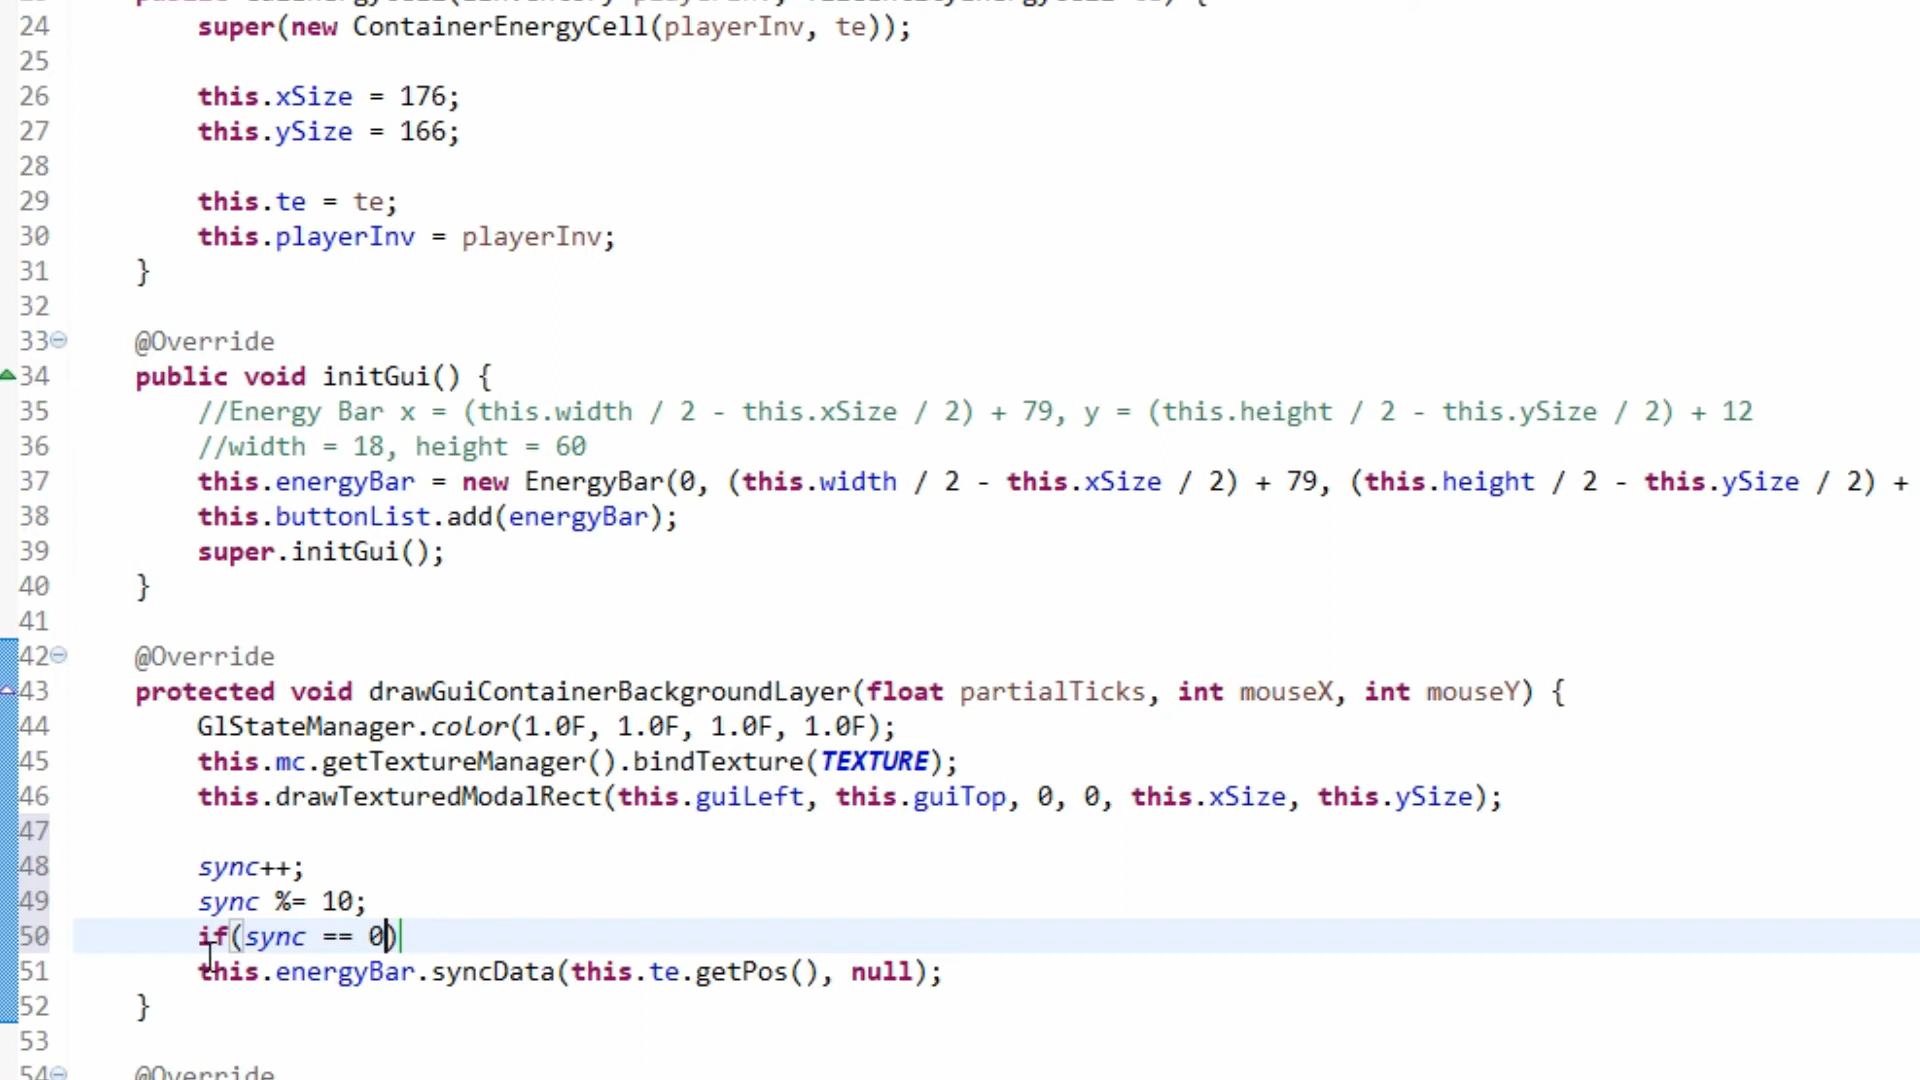 24 super(new ContainerEnergyCell(playerInv, te));
25
26 this.xSize = 176;
27 this.ySize = 166;
28
29 this.te = te;
30 this.playerInv = playerInv;
31 }
32
33 @Override
34 public void initGui() {
35 //Energy Bar x = (this.width / 2 - this.xSize / 2) + 79, y = (this.height / 2 - this.ySize / 2) + 12
36 //width = 18, height = 60
37 this.energyBar = new EnergyBar(0, (this.width / 2 - this.xSize / 2) + 79, (this.height / 2 - this.ySize / 2) +
38 this.buttonList.add(energyBar);
39 super.initGui();
40 }
41
42 @Override
43 protected void drawGuiContainerBackgroundLayer(float partialTicks, int mouseX, int mouseY) {
44 GlStateManager.color(1.0F, 1.0F, 1.0F, 1.0F);
45 this.mc.getTextureManager().bindTexture(TEXTURE);
46 this.drawTexturedModalRect(this.guiLeft, this.guiTop, 0, 0, this.xSize, this.ySize);
47
48 sync++;
49 sync %= 10;
50 if(sync == 0)
51 this.energyBar.syncData(this.te.getPos(), null);
52 }
53
54 @Override